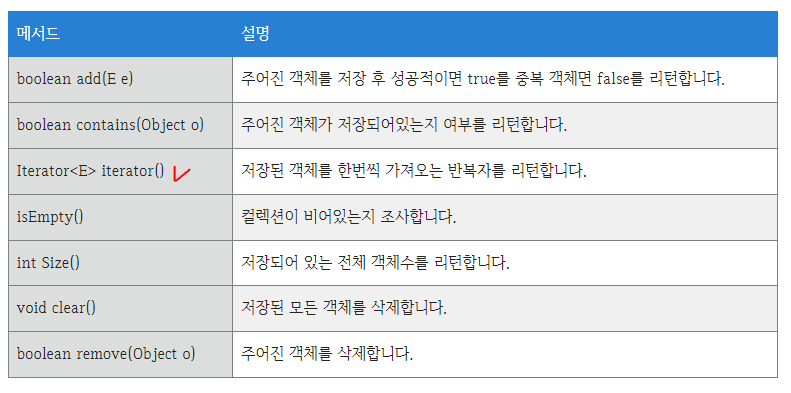 메서드 설명
boolean add(E e) 주어진 객체를 저장 후 성공적이면 true를 중복 객체면 false를 리턴합니다.
boolean contains(Object o) 주어진 객체가 저장되어있는지 여부를 리턴합니다.
Iterator<E> iterator() 저장된 객체를 한번씩 가져오는 반복자를 리턴합니다.
isEmpty() 컬렉션이 비어있는지 조사합니다.
int Size() 저장되어 있는 전체 객체수를 리턴합니다.
void clear() 저장된 모든 객체를 삭제합니다.
boolean remove(Object o) 주어진 객체를 삭제합니다.